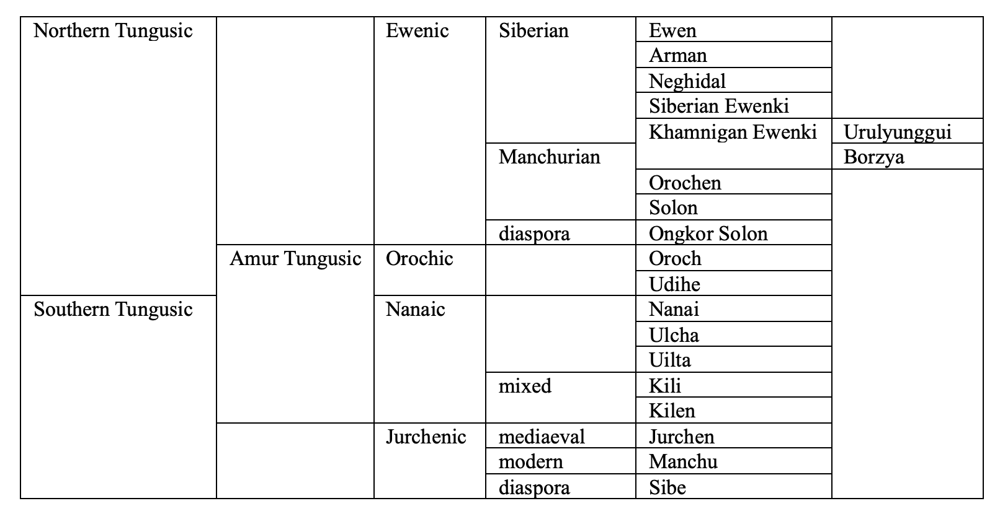 Northern Tungusic Ewenic Siberian Ewen
Arman
Neghidal
Siberian Ewenki
Khamnigan Ewenki Urulyunggui
Manchurian Borzya
Orochen
Solon
diaspora Ongkor Solon
Amur Tungusic Orochic Oroch
Udihe
Southern Tungusic Nanaic Nanai
Ulcha
Uilta
mixed Kili
Kilen
Jurchenic mediaeval Jurchen
modern Manchu
diaspora Sibe